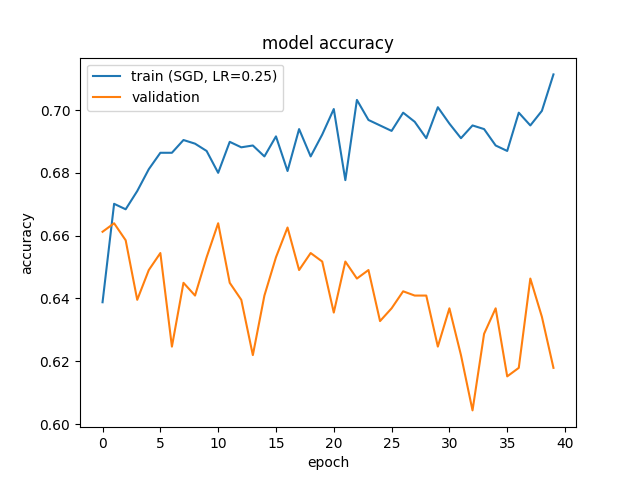 model accuracy
train (SGD, LR=0.25)
validation
accuracy
0.70
0.68
0.66
0.64
0.62
0.60
0 5 10 15 20 25 30 35 40
epoch